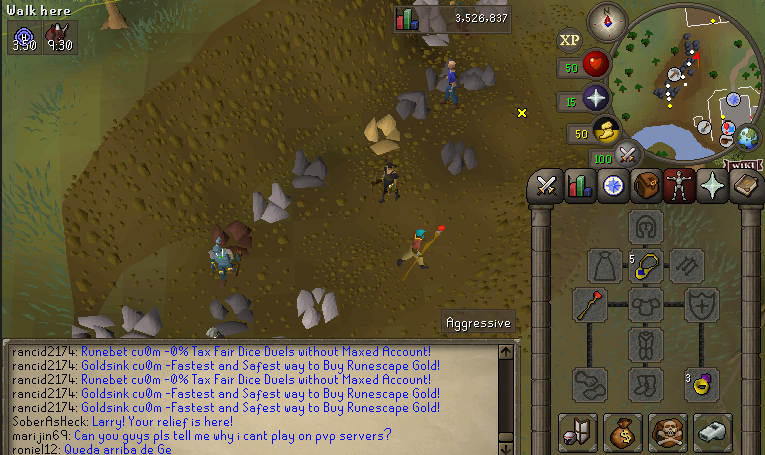 Walk here
3:50
9:30
3,526,837
XP
N
50
15
50
100
WIKI
5
3
Aggressive
rancid2174: Runebet cu0m -0% Tax Fair Dice Duels without Maxed Account!
rancid2174: Goldsink cu0m -Fastest and Safest way to Buy Runescape Gold!
rancid2174: Runebet cu0m -0% Tax Fair Dice Duels without Maxed Account!
rancid2174: Goldsink cu0m -Fastest and Safest way to Buy Runescape Gold!
rancid2174: Goldsink cu0m -Fastest and Safest way to Buy Runescape Gold!
SoberAsHeck: Larry! Your relief is here!
marijin69: Can you guys pls tell me why i cant play on pvp servers?
roniel12: Queda arriba de Ge